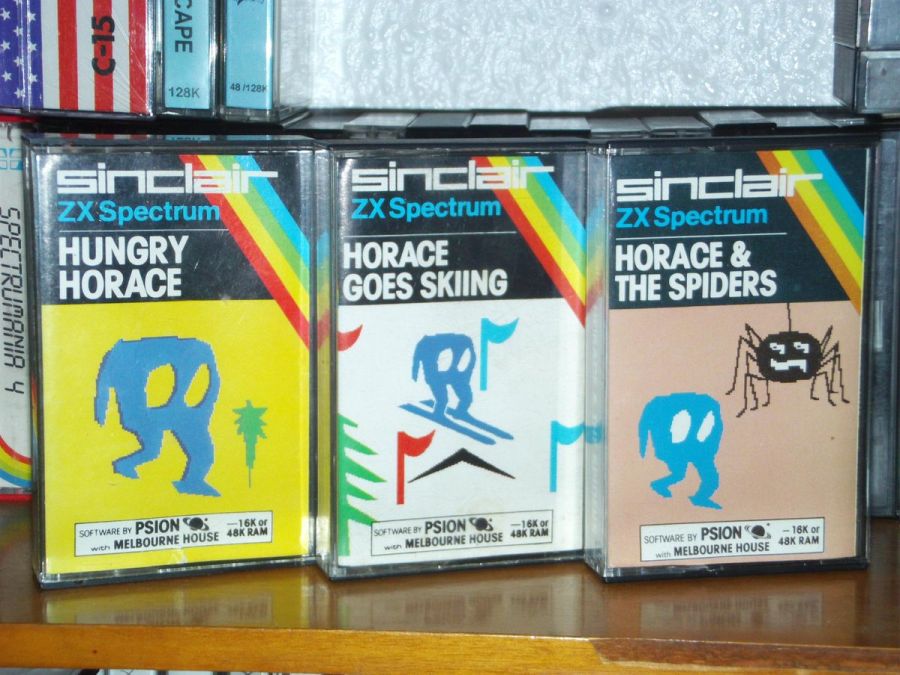 C-15
CAPE
128K
48/128K
SPECTRUMANIA 4
sinclair
ZX Spectrum
HUNGRY
HORACE
SOFTWARE BY PSION
with MELBOURNE HOUSE
—16K or
48K RAM
sinclair
ZX Spectrum
HORACE
GOES SKIING
SOFTWARE BY PSION
with MELBOURNE HOUSE
—16K or
48K RAM
sinclair
ZX Spectrum
HORACE &
THE SPIDERS
SOFTWARE BY PSION
with MELBOURNE HOUSE
—16K or
48K RAM